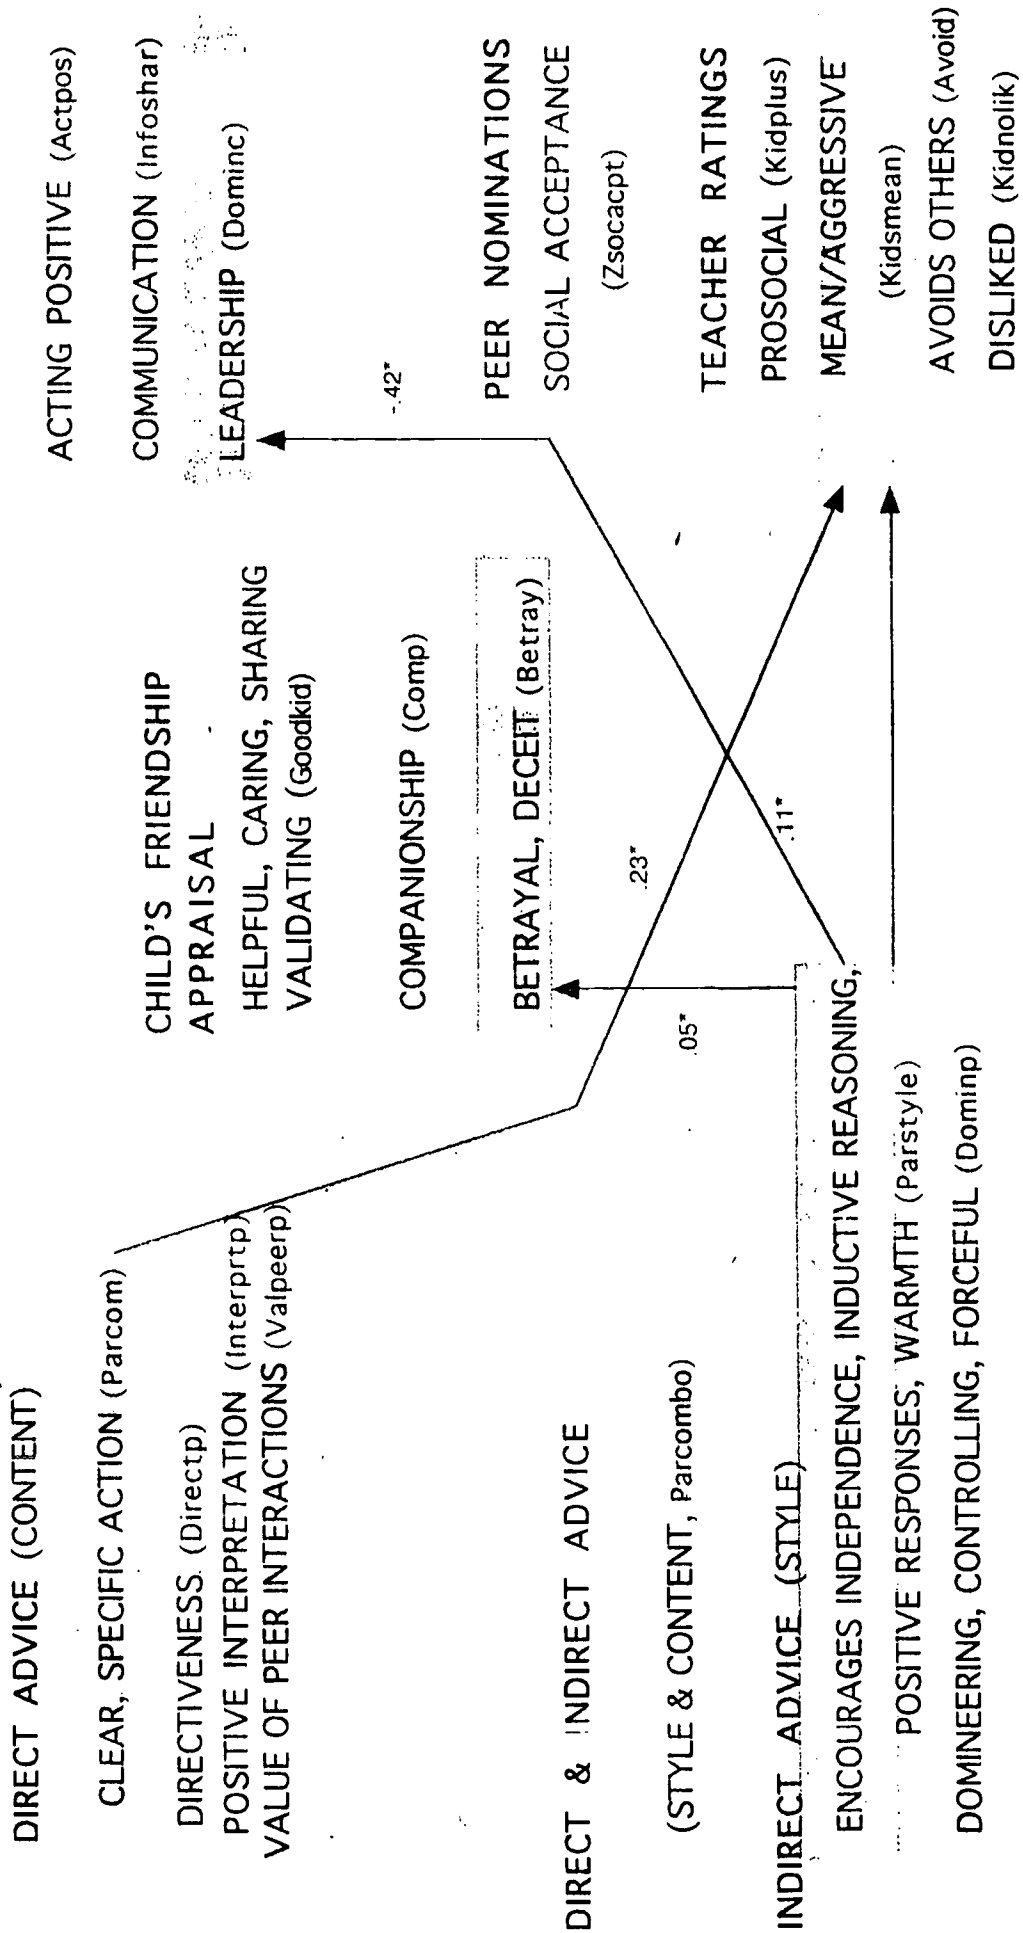 DIRECT ADVICE (CONTENT)
CLEAR, SPECIFIC ACTION (Parcom)
DIRECTIVENESS (Directp)
POSITIVE INTERPRETATION (Interprtp)
VALUE OF PEER INTERACTIONS (Valpeerp)
DIRECT & INDIRECT ADVICE
(STYLE & CONTENT, Parcombo)
INDIRECT ADVICE (STYLE)
ENCOURAGES INDEPENDENCE, INDUCTIVE REASONING,
POSITIVE RESPONSES, WARMTH (Parstyle)
DOMINEERING, CONTROLLING, FORCEFUL (Dominp)
CHILD'S FRIENDSHIP
APPRAISAL
HELPFUL, CARING, SHARING
VALIDATING (Goodkid)
COMPANIONSHIP (Comp)
BETRAYAL, DECEIT (Betray)
.05*
.23*
.11*
-.42*
ACTING POSITIVE (Actpos)
COMMUNICATION (Infoshar)
LEADERSHIP (Dominc)
PEER NOMINATIONS
SOCIAL ACCEPTANCE
(Zsocacpt)
TEACHER RATINGS
PROSOCIAL (Kidplus)
MEAN/AGGRESSIVE
(Kidsmean)
AVOIDS OTHERS (Avoid)
DISLIKED (Kidnolik)